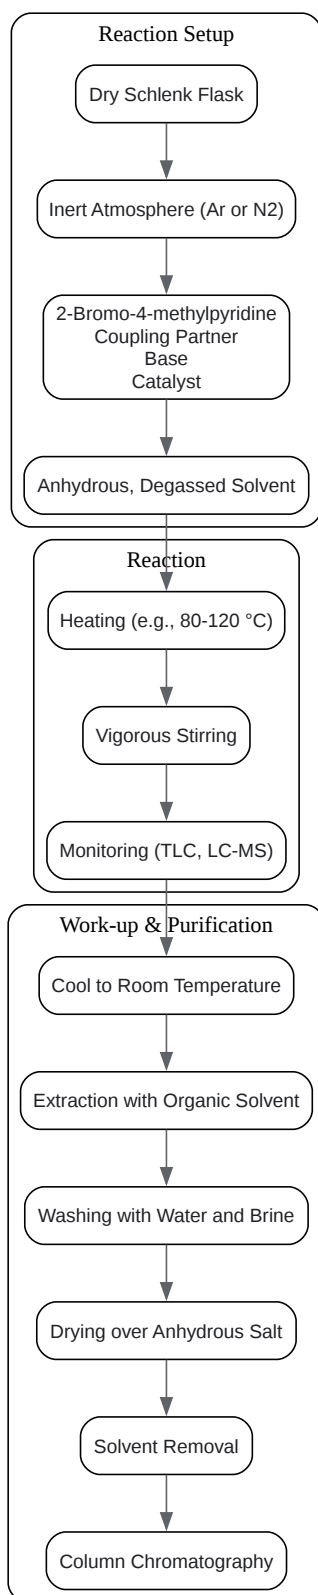 Reaction Setup
Dry Schlenk Flask
Inert Atmosphere (Ar or N2)
2-Bromo-4-methylpyridine
Coupling Partner
Base
Catalyst
Anhydrous, Degassed Solvent
Reaction
Heating (e.g., 80-120 °C)
Vigorous Stirring
Monitoring (TLC, LC-MS)
Work-up & Purification
Cool to Room Temperature
Extraction with Organic Solvent
Washing with Water and Brine
Drying over Anhydrous Salt
Solvent Removal
Column Chromatography